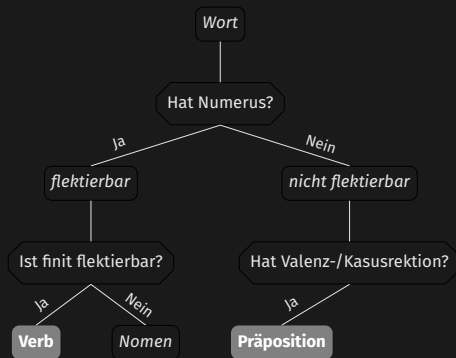 Wort
Hat Numerus?
Ja
Nein
flektierbar
nicht flektierbar
Ist finit flektierbar?
Hat Valenz-/Kasusrektion?
Ja
Nein
Ja
Verb
Nomen
Präposition